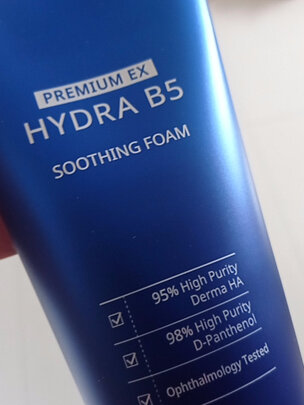 PREMIUM EX
HYDRA B5
SOOTHING FOAM
95% High Purity
Derma HA
98% High Purity
D-Panthenol
Ophthalmology Tested